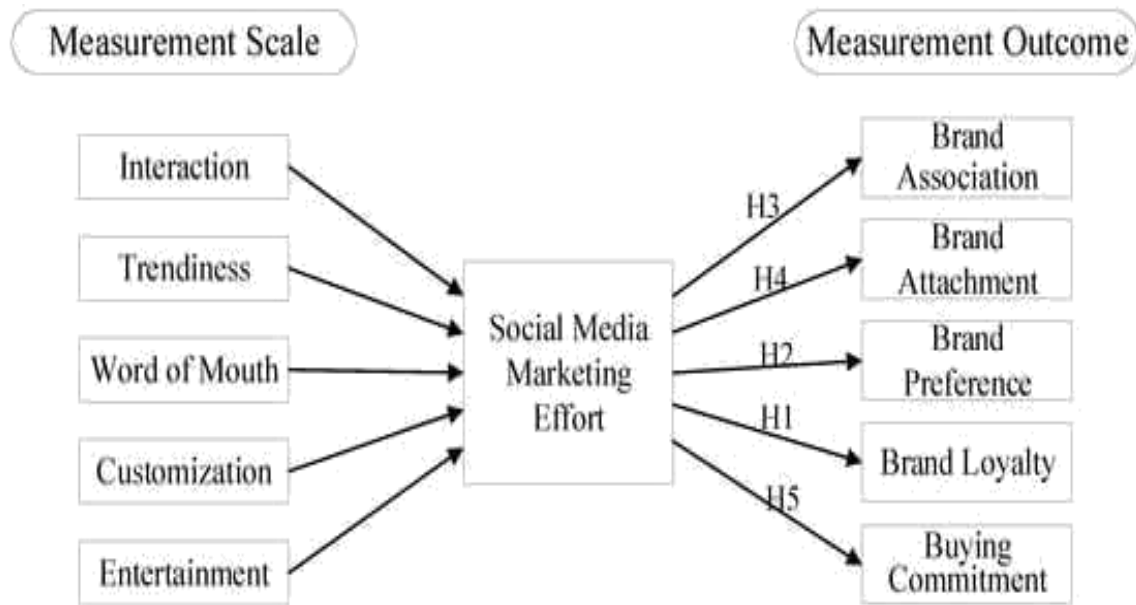 Measurement Scale
Measurement Outcome
Interaction
Trendiness
Word of Mouth
Customization
Entertainment
Social Media
Marketing
Effort
H3
H4
H2
H1
H5
Brand
Association
Brand
Attachment
Brand
Preference
Brand Loyalty
Buying
Commitment